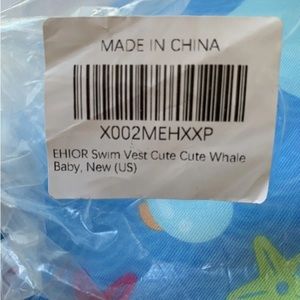 MADE IN CHINA
X002MEHXXP
EHIOR Swim Vest Cute Cute Whale
Baby, New (US)